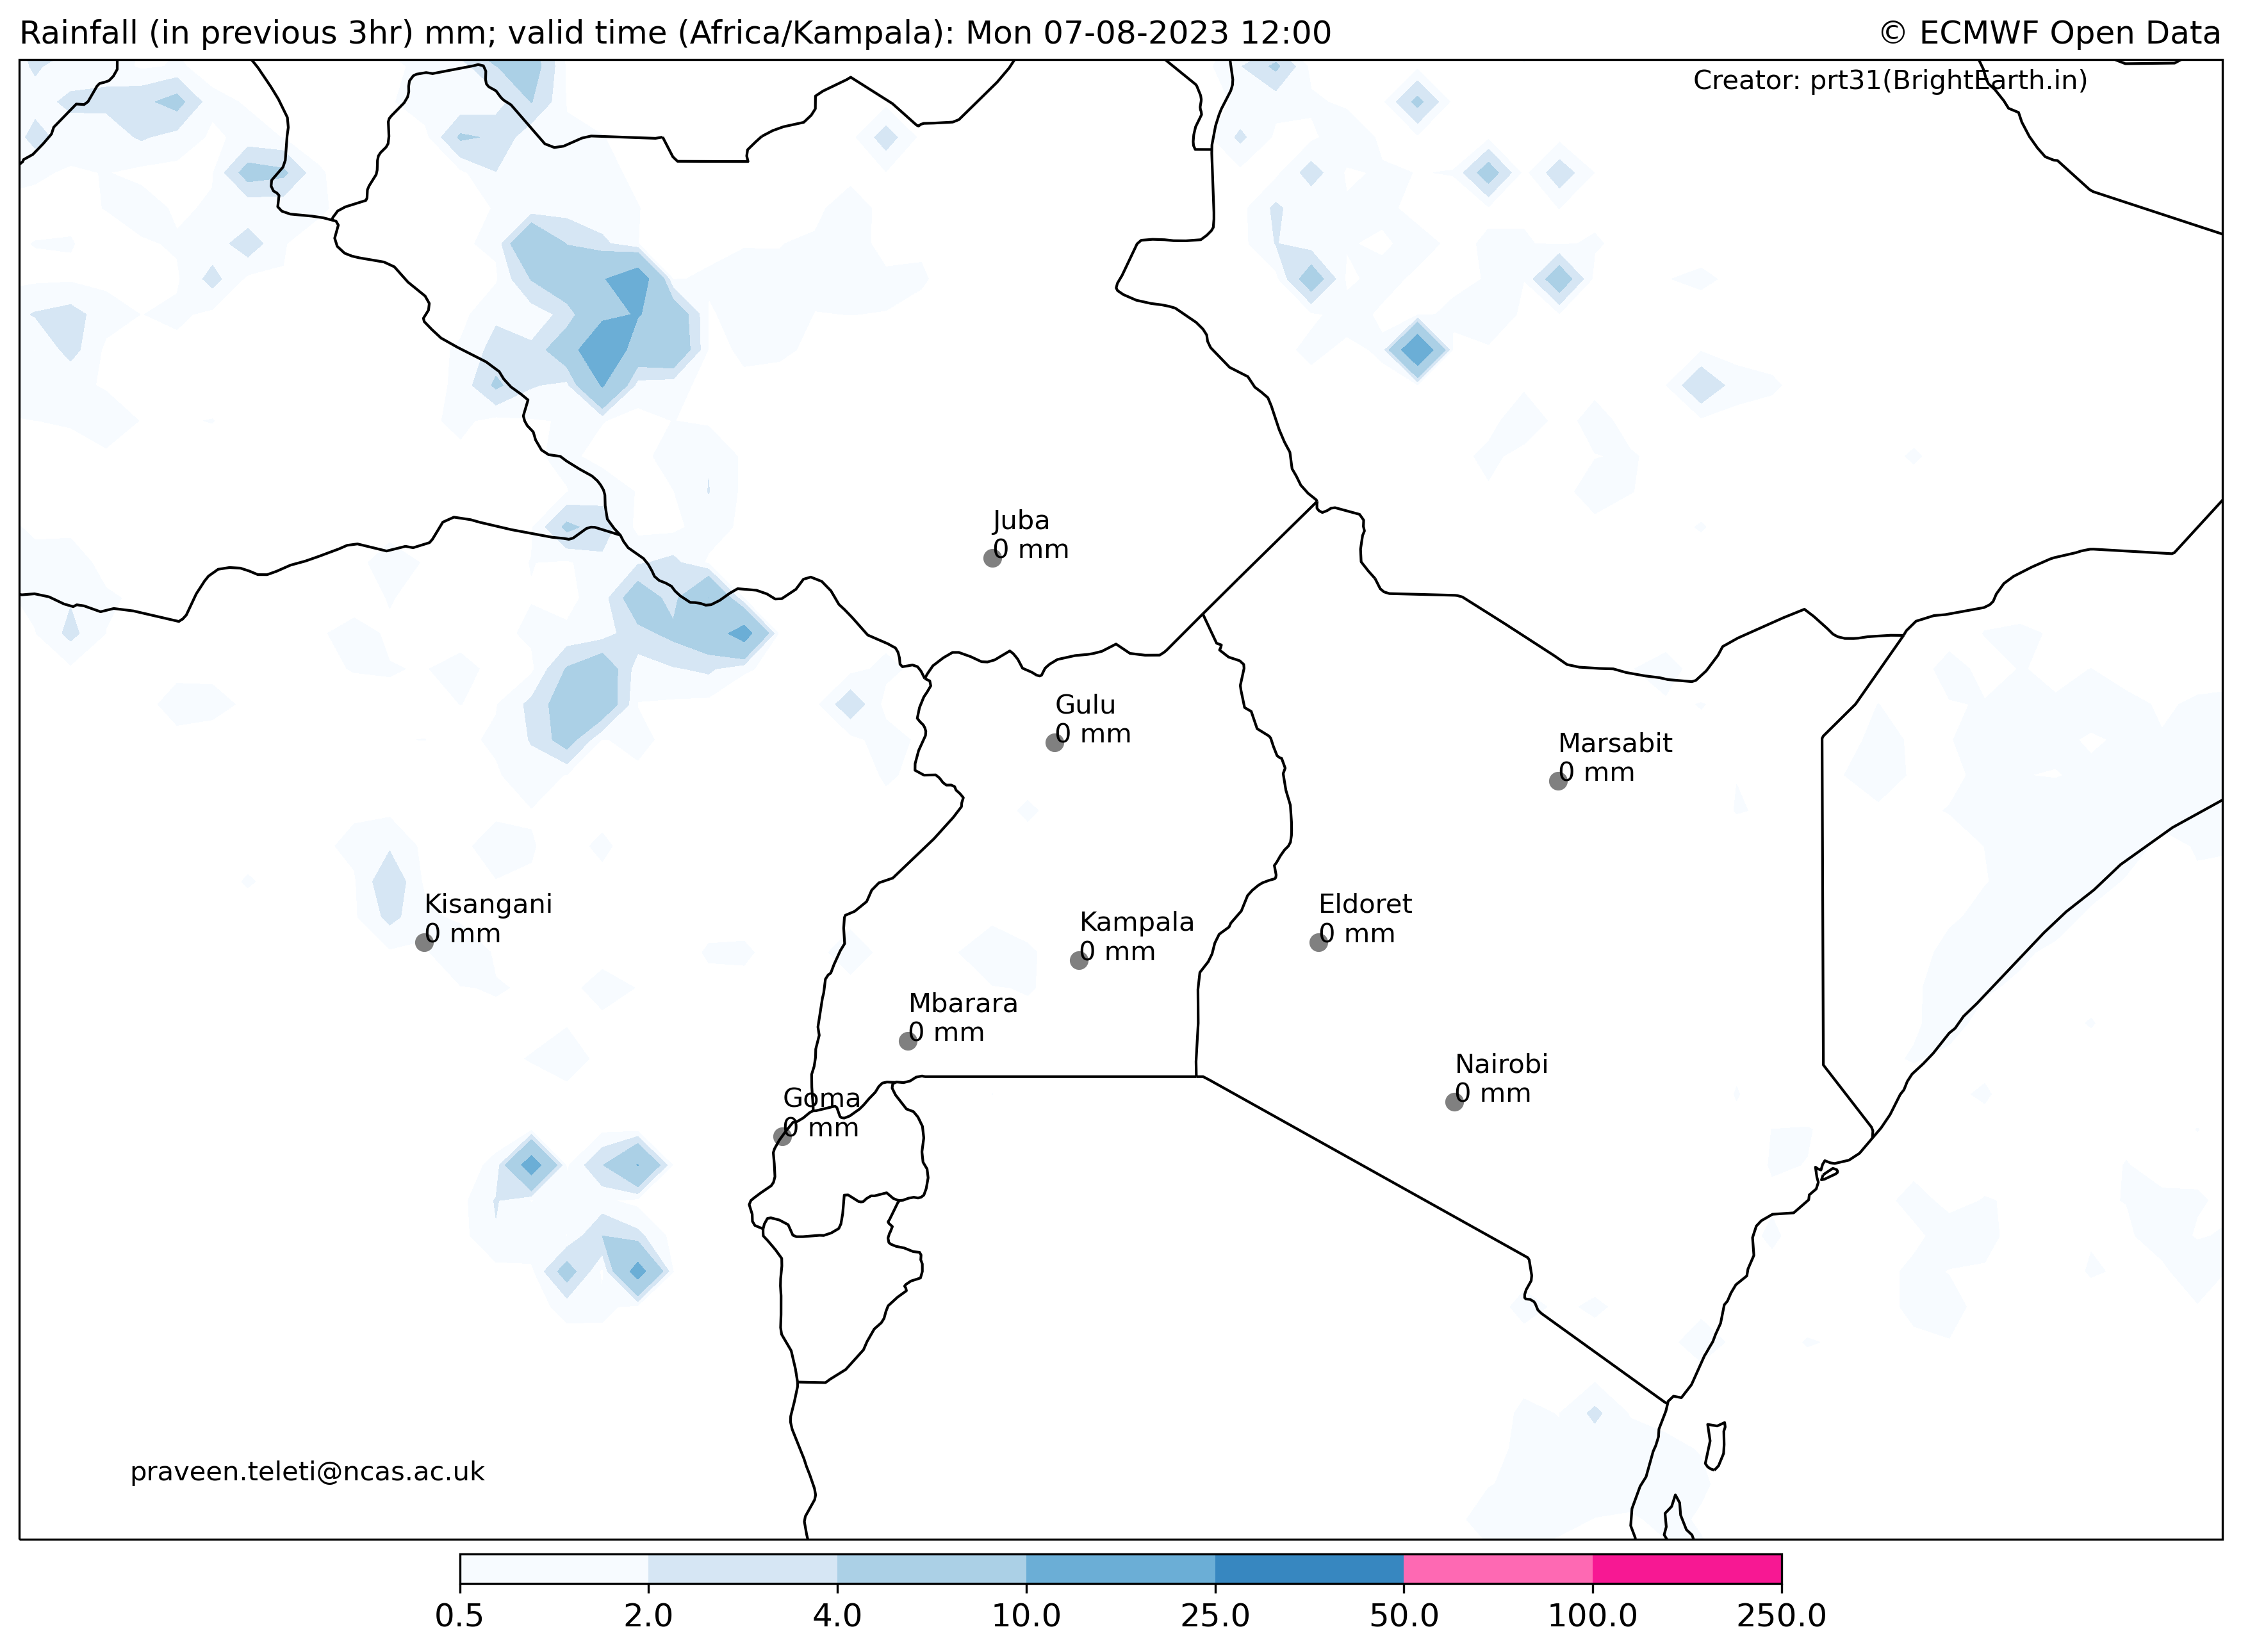 Rainfall (in previous 3hr) mm; valid time (Africa/Kampala): Mon 07-08-2023 12:00
© ECMWF Open Data
Creator: prt31(BrightEarth.in)
Juba
0 mm
Gulu
0 mm
Marsabit
0 mm
Kisangani
0 mm
Kampala
0 mm
Eldoret
0 mm
Mbarara
0 mm
Nairobi
0 mm
Goma
0 mm
praveen.teleti@ncas.ac.uk
0.5 2.0 4.0 10.0 25.0 50.0 100.0 250.0